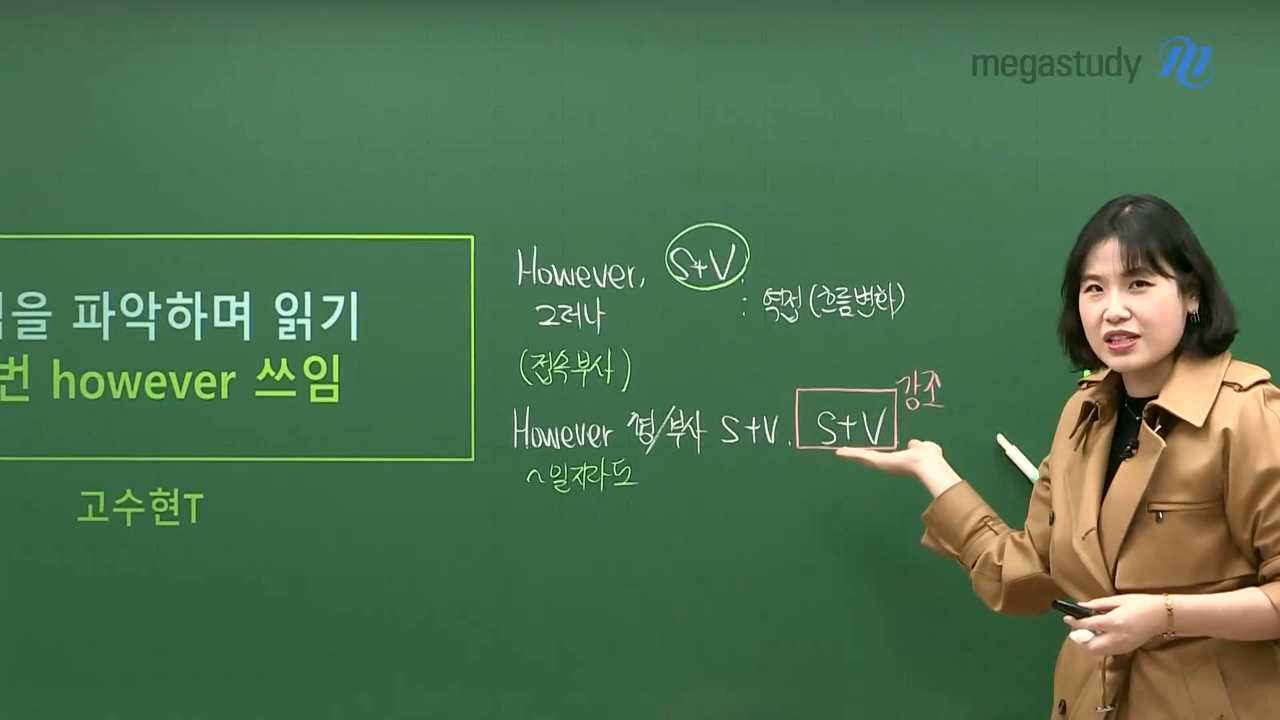 megastudy
파악하며 읽기
번 however 쓰임
고수현T
However, S+V
그러나
: 역전 (흐름변화)
(접속부사)
However 형/부사 S+V, S+V 강조
~일지라도